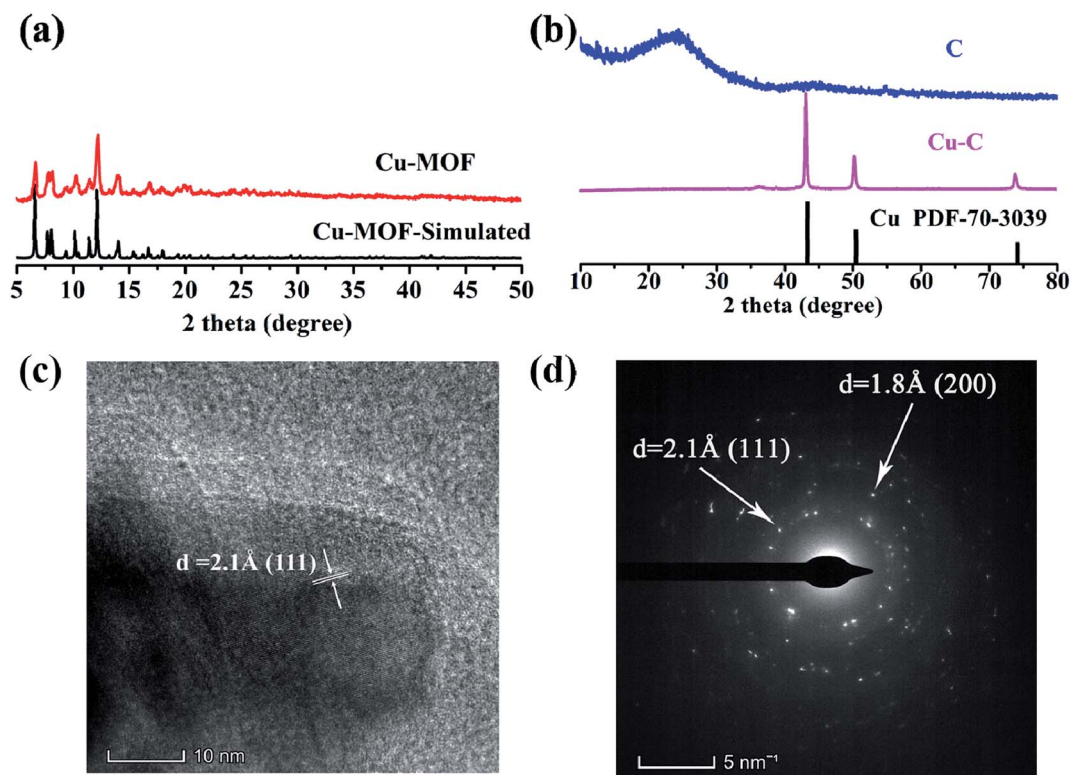 (a)
Cu-MOF
Cu-MOF-Simulated
5 10 15 20 25 30 35 40 45 50
2 theta (degree)
(b)
C
Cu-C
Cu PDF-70-3039
10 20 30 40 50 60 70 80
2 theta (degree)
(c)
d =2.1Å (111)
10 nm
(d)
d=1.8Å (200)
d=2.1Å (111)
5 nm⁻¹